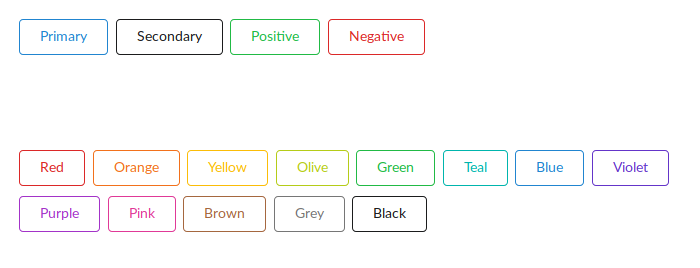 Primary Secondary Positive Negative
Red Orange Yellow Olive Green Teal Blue Violet
Purple Pink Brown Grey Black